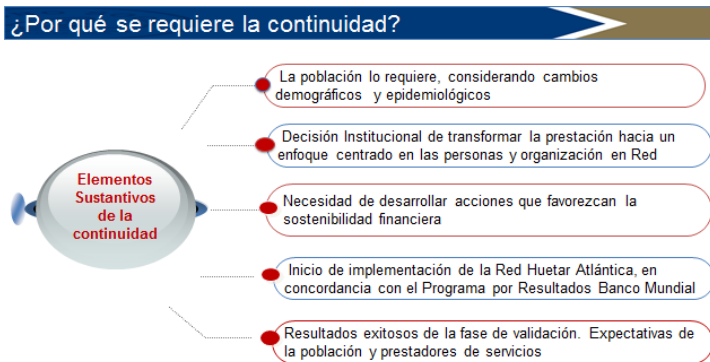 ¿Por qué se requiere la continuidad?
La población lo requiere, considerando cambios
demográficos y epidemiológicos
Decisión Institucional de transformar la prestación hacia un
enfoque centrado en las personas y organización en Red
Elementos
Sustantivos
de la
continuidad
Necesidad de desarrollar acciones que favorezcan la
sostenibilidad financiera
Inicio de implementación de la Red Huetar Atlántica, en
concordancia con el Programa por Resultados Banco Mundial
Resultados exitosos de la fase de validación. Expectativas de
la población y prestadores de servicios